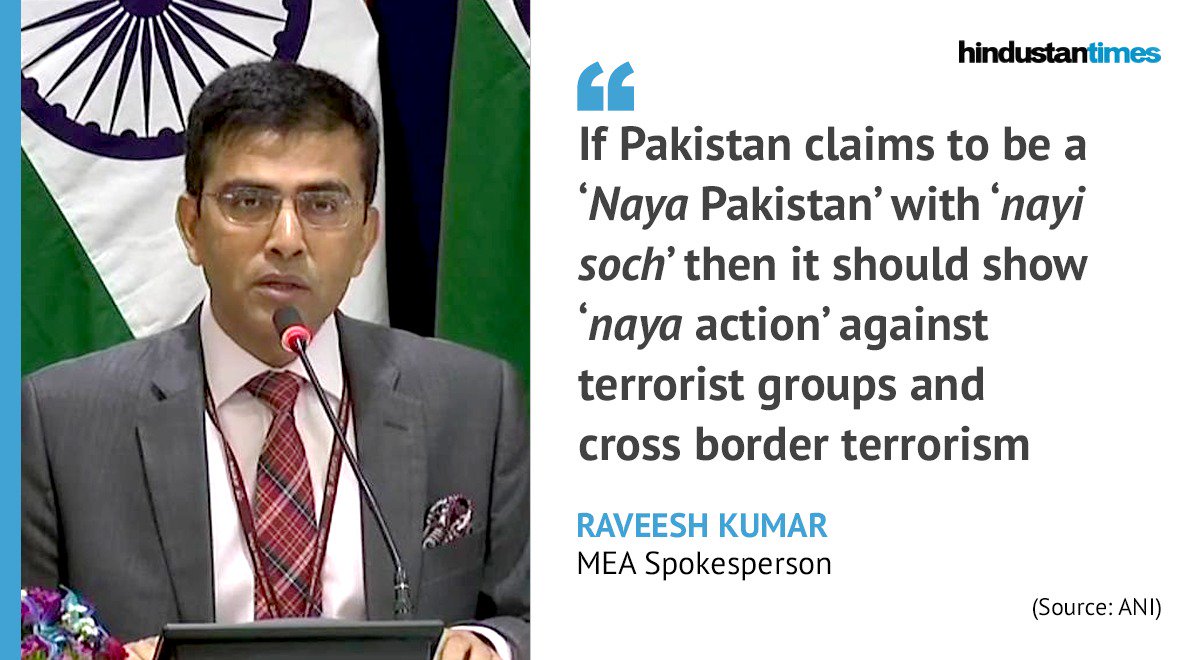 hindustantimes
“
If Pakistan claims to be a
‘Naya Pakistan’ with ‘nayi
soch’ then it should show
‘naya action’ against
terrorist groups and
cross border terrorism
RAVEESH KUMAR
MEA Spokesperson
(Source: ANI)